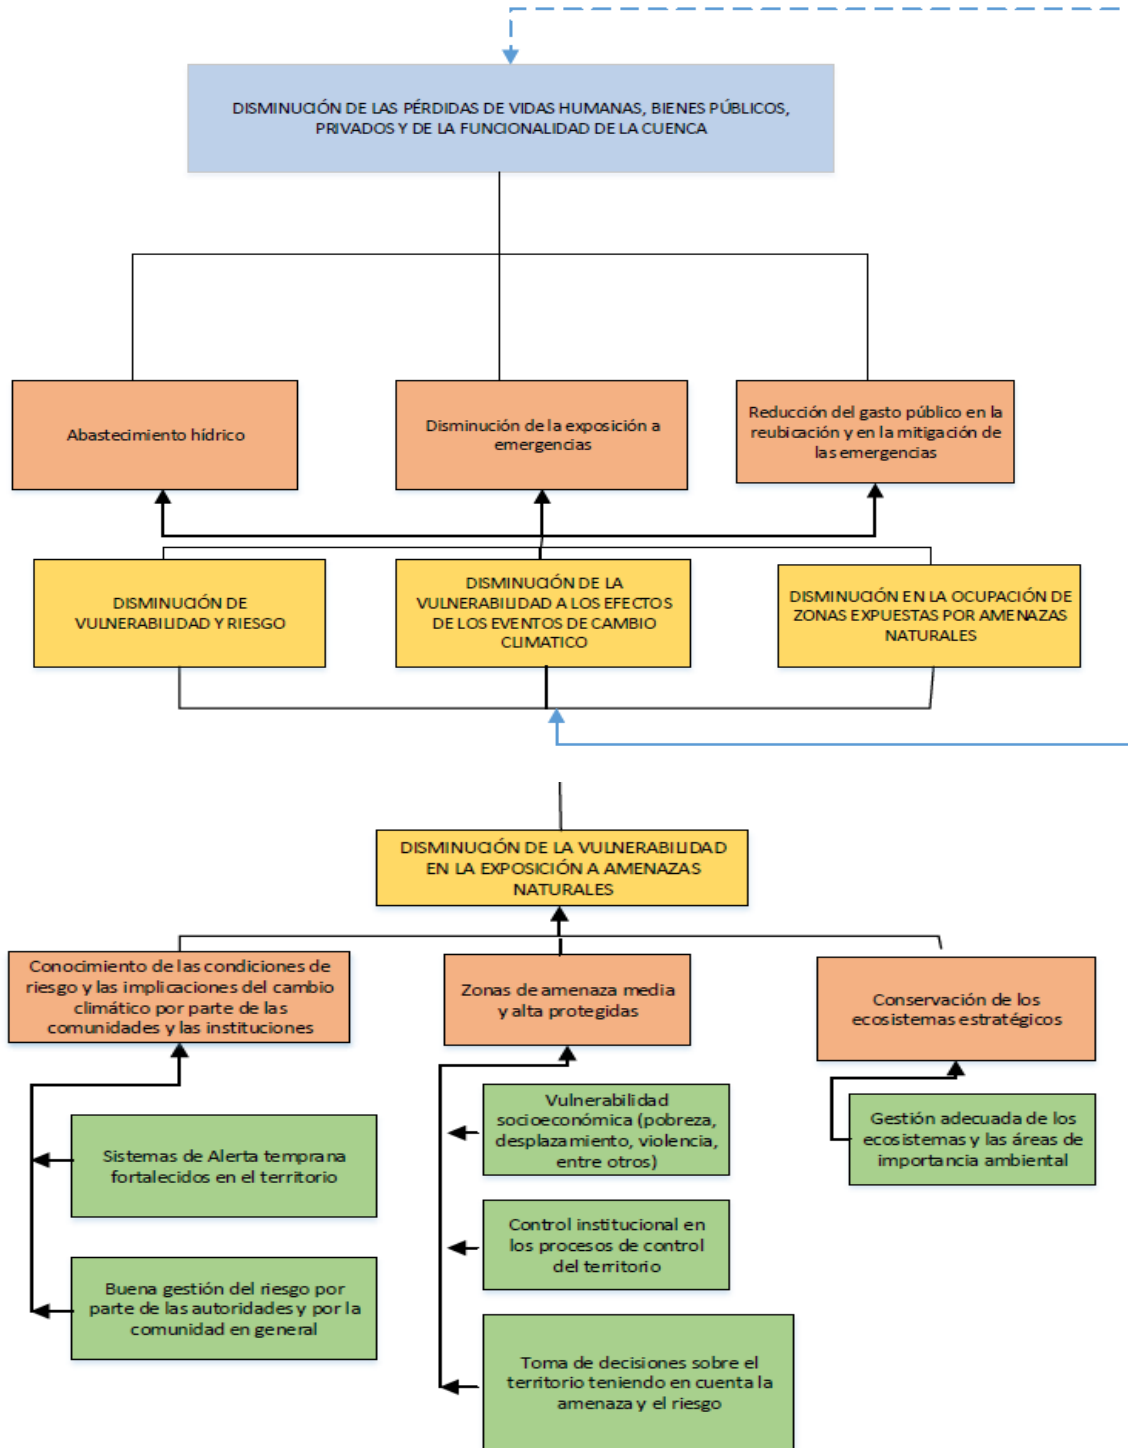 DISMINUCIÓN DE LAS PÉRDIDAS DE VIDAS HUMANAS, BIENES PÚBLICOS,
PRIVADOS Y DE LA FUNCIONALIDAD DE LA CUENCA
Abastecimiento hídrico
Disminución de la exposición a
emergencias
Reducción del gasto público en la
reubicación y en la mitigación de
las emergencias
DISMINUCIÓN DE
VULNERABILIDAD Y RIESGO
DISMINUCIÓN DE LA
VULNERABILIDAD A LOS EFECTOS
DE LOS EVENTOS DE CAMBIO
CLIMATICO
DISMINUCIÓN EN LA OCUPACIÓN DE
ZONAS EXPUESTAS POR AMENAZAS
NATURALES
DISMINUCIÓN DE LA VULNERABILIDAD
EN LA EXPOSICIÓN A AMENAZAS
NATURALES
Conocimiento de las condiciones de
riesgo y las implicaciones del cambio
climático por parte de las
comunidades y las instituciones
Zonas de amenaza media
y alta protegidas
Conservación de los
ecosistemas estratégicos
Sistemas de Alerta temprana
fortalecidos en el territorio
Buena gestión del riesgo por
parte de las autoridades y por la
comunidad en general
Vulnerabilidad
socioeconómica (pobreza,
desplazamiento, violencia,
entre otros)
Control institucional en
los procesos de control
del territorio
Toma de decisiones sobre el
territorio teniendo en cuenta la
amenaza y el riesgo
Gestión adecuada de los
ecosistemas y las áreas de
importancia ambiental